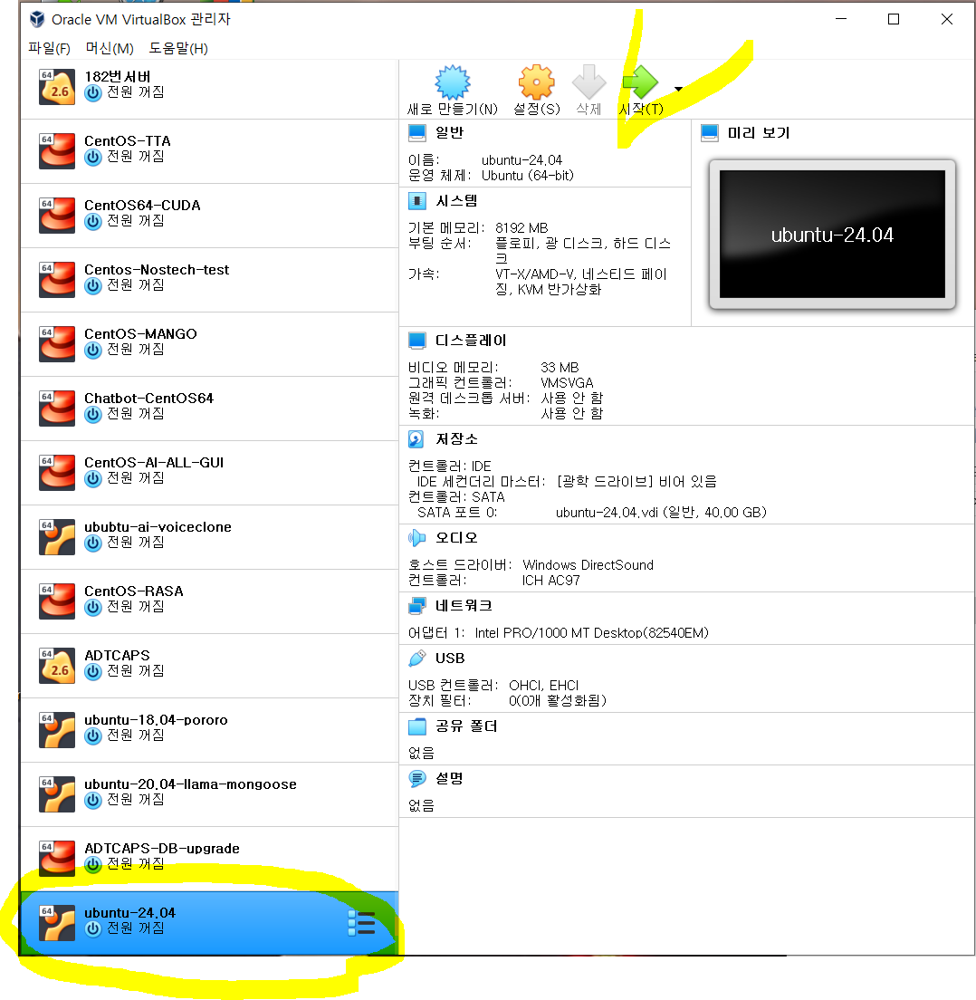 Oracle VM VirtualBox 관리자
파일(F) 머신(M) 도움말(H)
64 2.6 182번서버
전원 꺼짐
64 CentOS-TTA
전원 꺼짐
64 CentOS64-CUDA
전원 꺼짐
64 Centos-Nostech-test
전원 꺼짐
64 CentOS-MANGO
전원 꺼짐
64 Chatbot-CentOS64
전원 꺼짐
64 CentOS-AI-ALL-GUI
전원 꺼짐
64 ububtu-ai-voiceclone
전원 꺼짐
64 CentOS-RASA
전원 꺼짐
64 2.6 ADTCAPS
전원 꺼짐
64 ubuntu-18.04-pororo
전원 꺼짐
64 ubuntu-20.04-llama-mongoose
전원 꺼짐
64 ADTCAPS-DB-upgrade
전원 꺼짐
64 ubuntu-24.04
전원 꺼짐
새로 만들기(N) 설정(S) 삭제 시작(T)
일반
이름: ubuntu-24.04
운영 체제: Ubuntu (64-bit)
시스템
기본 메모리: 8192 MB
부팅 순서: 플로피, 광 디스크, 하드 디스
크
가속: VT-X/AMD-V, 네스티드 페이
징, KVM 반가상화
미리 보기
ubuntu-24.04
디스플레이
비디오 메모리: 33 MB
그래픽 컨트롤러: VMSVGA
원격 데스크톱 서버: 사용 안 함
녹화: 사용 안 함
저장소
컨트롤러: IDE
IDE 세컨더리 마스터: [광학 드라이브] 비어 있음
컨트롤러: SATA
SATA 포트 0: ubuntu-24.04.vdi (일반, 40.00 GB)
오디오
호스트 드라이버: Windows DirectSound
컨트롤러: ICH AC97
네트워크
어댑터 1: Intel PRO/1000 MT Desktop(82540EM)
USB
USB 컨트롤러: OHCI, EHCI
장치 필터: 0(0개 활성화됨)
공유 폴더
없음
설명
없음